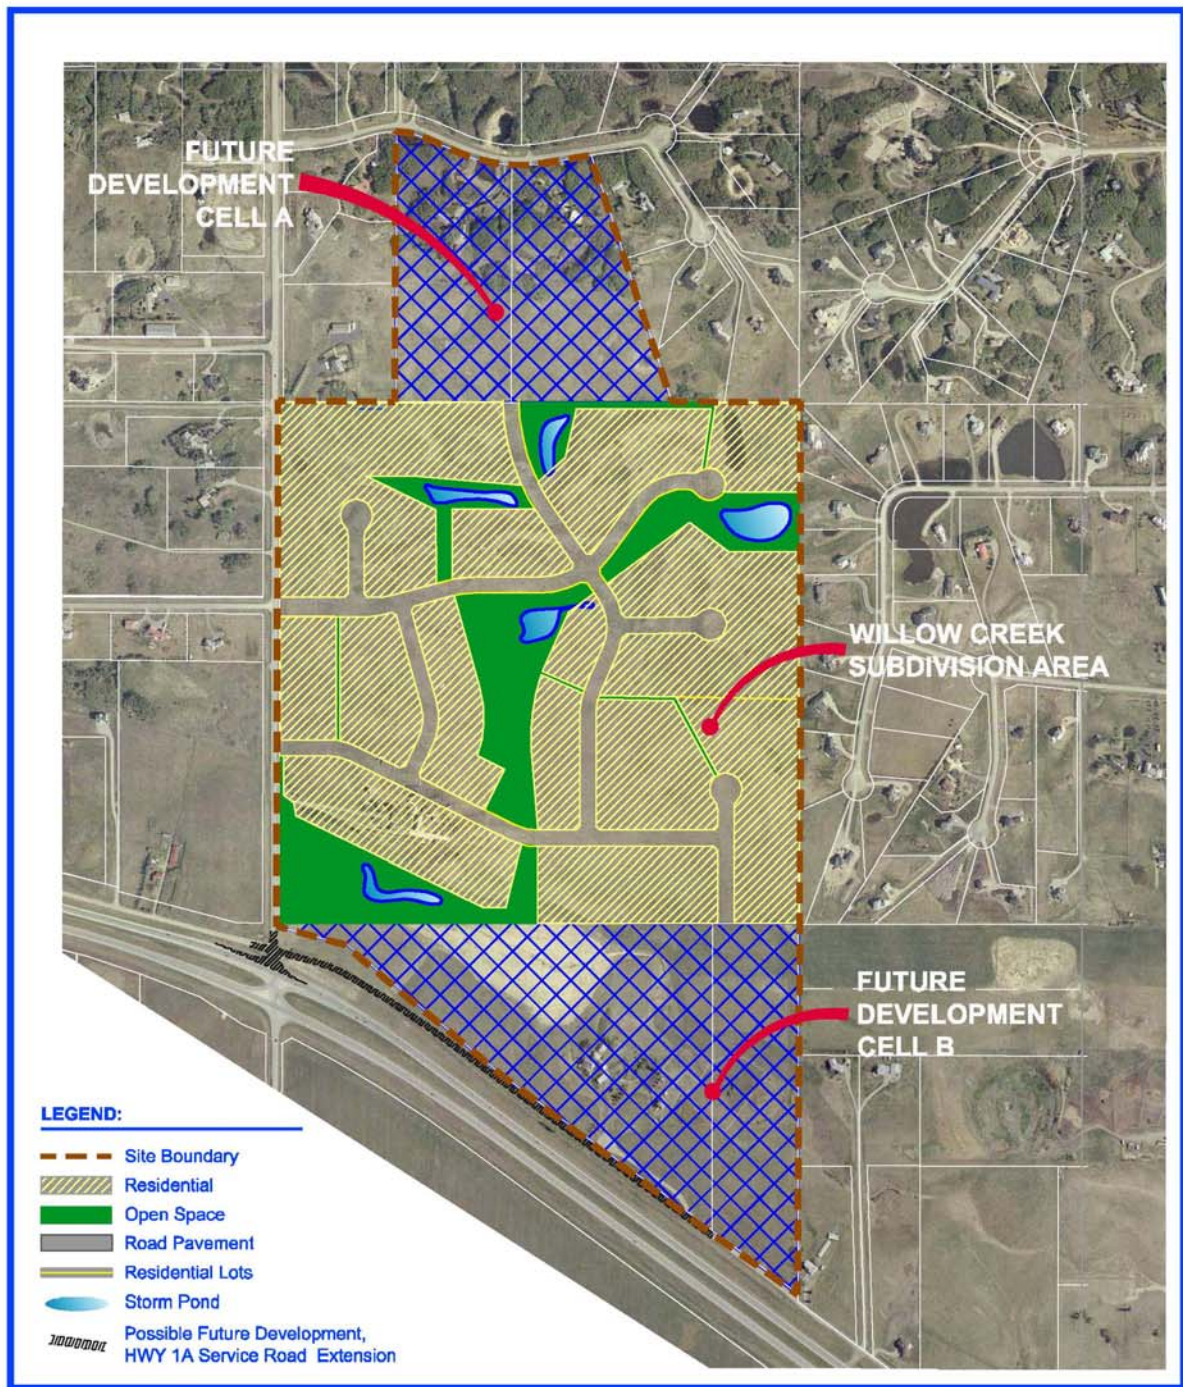 FUTURE
DEVELOPMENT
CELL A
WILLOW CREEK
SUBDIVISION AREA
FUTURE
DEVELOPMENT
CELL B
LEGEND:
Site Boundary
Residential
Open Space
Road Pavement
Residential Lots
Storm Pond
Possible Future Development,
HWY 1A Service Road Extension